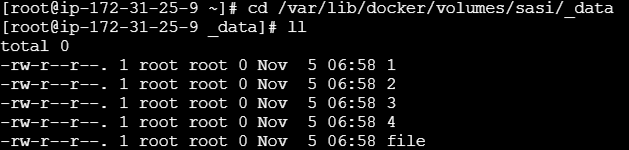 [root@ip-172-31-25-9 ~]# cd /var/lib/docker/volumes/sasi/_data
[root@ip-172-31-25-9 _data]# ll
total 0
-rw-r--r--. 1 root root 0 Nov  5 06:58 1
-rw-r--r--. 1 root root 0 Nov  5 06:58 2
-rw-r--r--. 1 root root 0 Nov  5 06:58 3
-rw-r--r--. 1 root root 0 Nov  5 06:58 4
-rw-r--r--. 1 root root 0 Nov  5 06:58 file